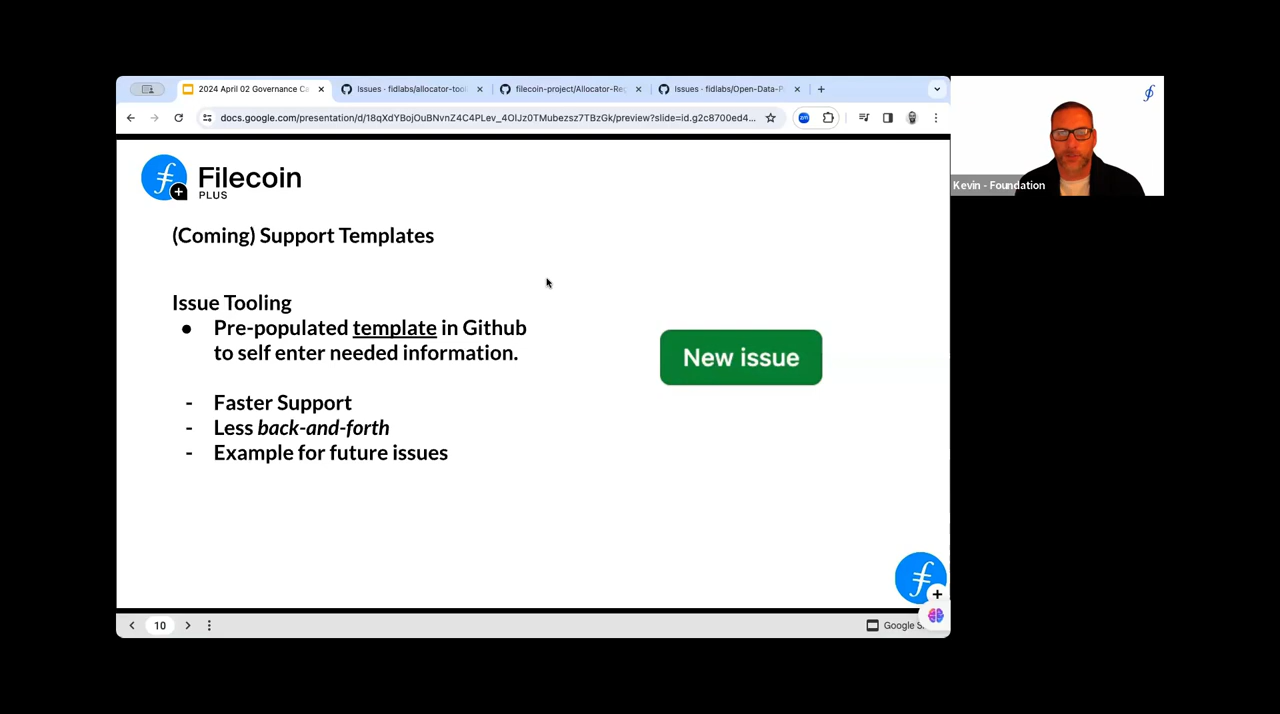 2024 April 02 Governance Ca
Issues · fidlabs/allocator-tool
filecoin-project/Allocator-Reg
Issues · fidlabs/Open-Data-P
docs.google.com/presentation/d/18qXdYBojOuBNvnZ4C4PLev_4OIJz0TMubezsz7TBzGk/preview?slide=id.g2c8700ed4...
Filecoin
PLUS
(Coming) Support Templates
Issue Tooling
● Pre-populated template in Github
to self enter needed information.
- Faster Support
- Less back-and-forth
- Example for future issues
New issue
Kevin - Foundation
10
Google S